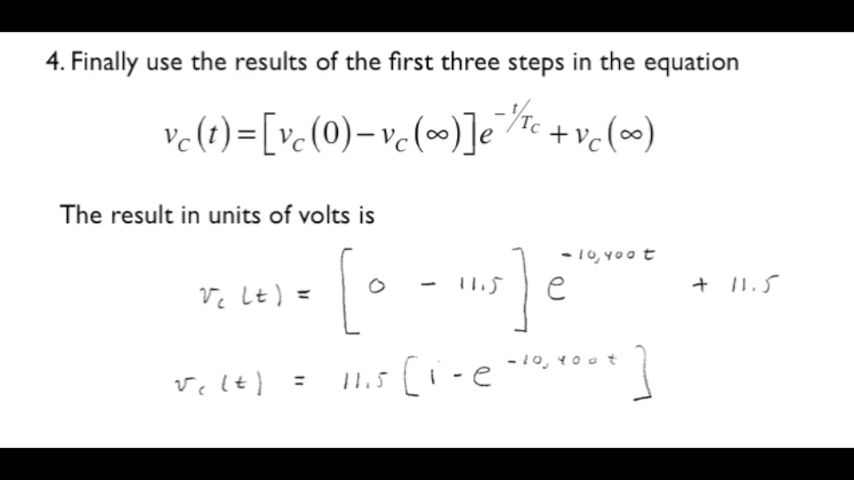 4. Finally use the results of the first three steps in the equation
v_C(t)=[v_C(0)−v_C(∞)]e^{−t/T_C}+v_C(∞)
The result in units of volts is
v_c(t) = [0 − 11.5] e^{−10,400t} + 11.5
v_c(t) = 11.5 [1 − e^{−10,400t}]